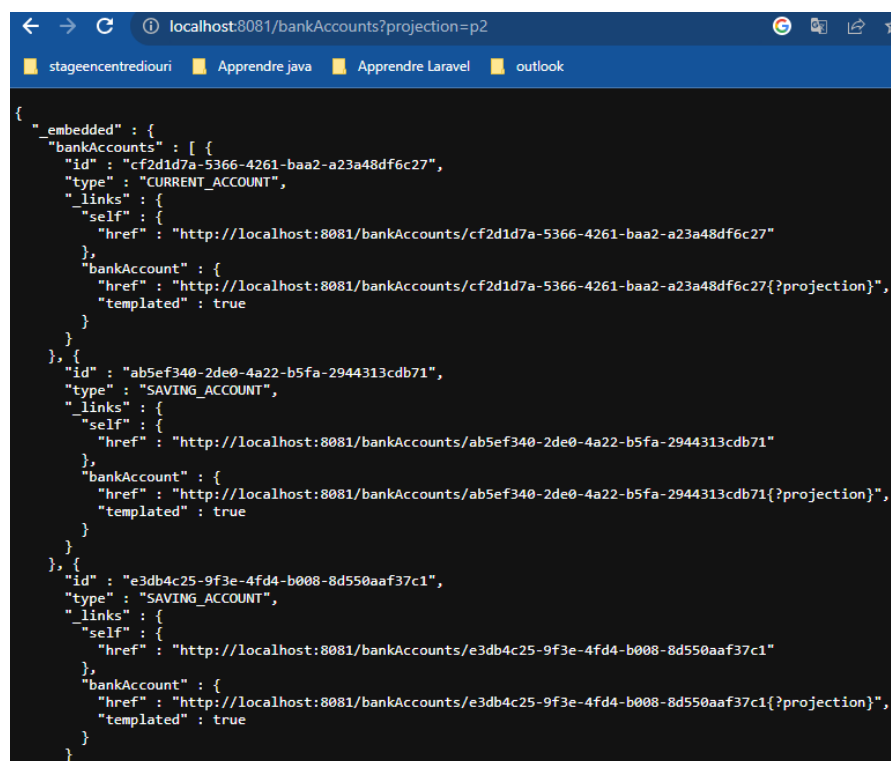 localhost:8081/bankAccounts?projection=p2
stageencentrediouri Apprendre java Apprendre Laravel outlook
{
  "_embedded" : {
    "bankAccounts" : [ {
      "id" : "cf2d1d7a-5366-4261-baa2-a23a48df6c27",
      "type" : "CURRENT_ACCOUNT",
      "_links" : {
        "self" : {
          "href" : "http://localhost:8081/bankAccounts/cf2d1d7a-5366-4261-baa2-a23a48df6c27"
        },
        "bankAccount" : {
          "href" : "http://localhost:8081/bankAccounts/cf2d1d7a-5366-4261-baa2-a23a48df6c27{?projection}",
          "templated" : true
        }
      }
    }, {
      "id" : "ab5ef340-2de0-4a22-b5fa-2944313cdb71",
      "type" : "SAVING_ACCOUNT",
      "_links" : {
        "self" : {
          "href" : "http://localhost:8081/bankAccounts/ab5ef340-2de0-4a22-b5fa-2944313cdb71"
        },
        "bankAccount" : {
          "href" : "http://localhost:8081/bankAccounts/ab5ef340-2de0-4a22-b5fa-2944313cdb71{?projection}",
          "templated" : true
        }
      }
    }, {
      "id" : "e3db4c25-9f3e-4fd4-b008-8d550aaf37c1",
      "type" : "SAVING_ACCOUNT",
      "_links" : {
        "self" : {
          "href" : "http://localhost:8081/bankAccounts/e3db4c25-9f3e-4fd4-b008-8d550aaf37c1"
        },
        "bankAccount" : {
          "href" : "http://localhost:8081/bankAccounts/e3db4c25-9f3e-4fd4-b008-8d550aaf37c1{?projection}",
          "templated" : true
        }
      }